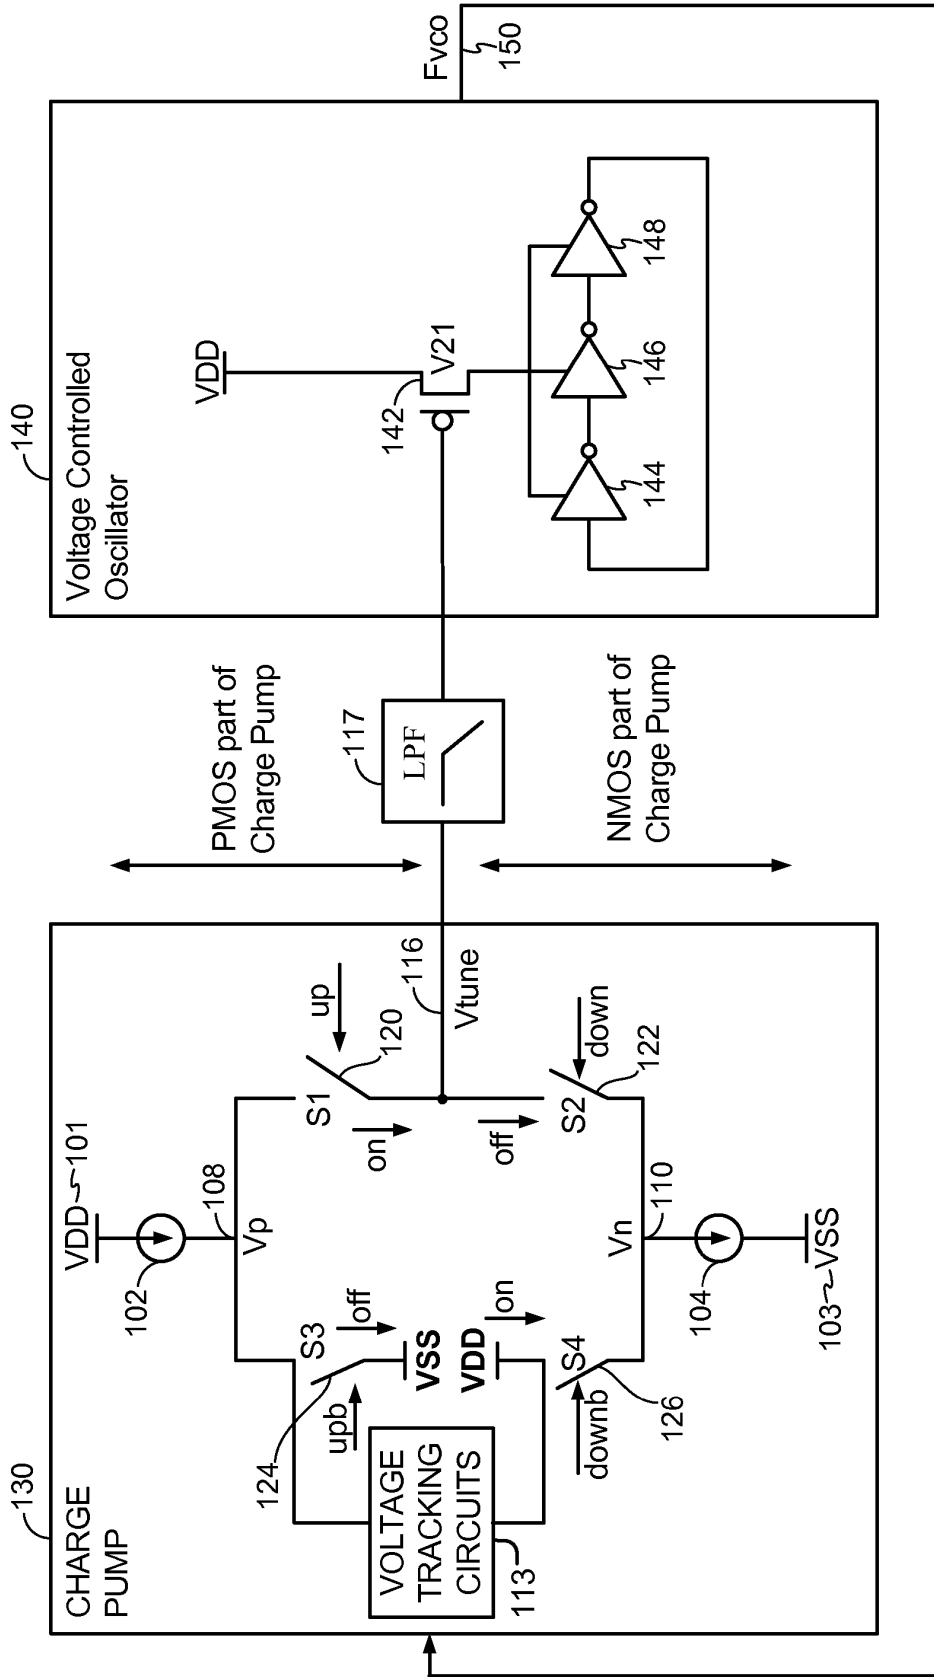 130
CHARGE
PUMP
VDD
101
102
108
Vp
S3
off
124
upb
VSS
VDD
on
VOLTAGE
TRACKING
CIRCUITS
113
S4
downb
126
S1
up
120
on
116
Vtune
off
S2
down
122
Vn
110
104
103
VSS
PMOS part of
Charge Pump
117
LPF
NMOS part of
Charge Pump
140
Voltage Controlled
Oscillator
VDD
142
V21
144
146
148
Fvco
150